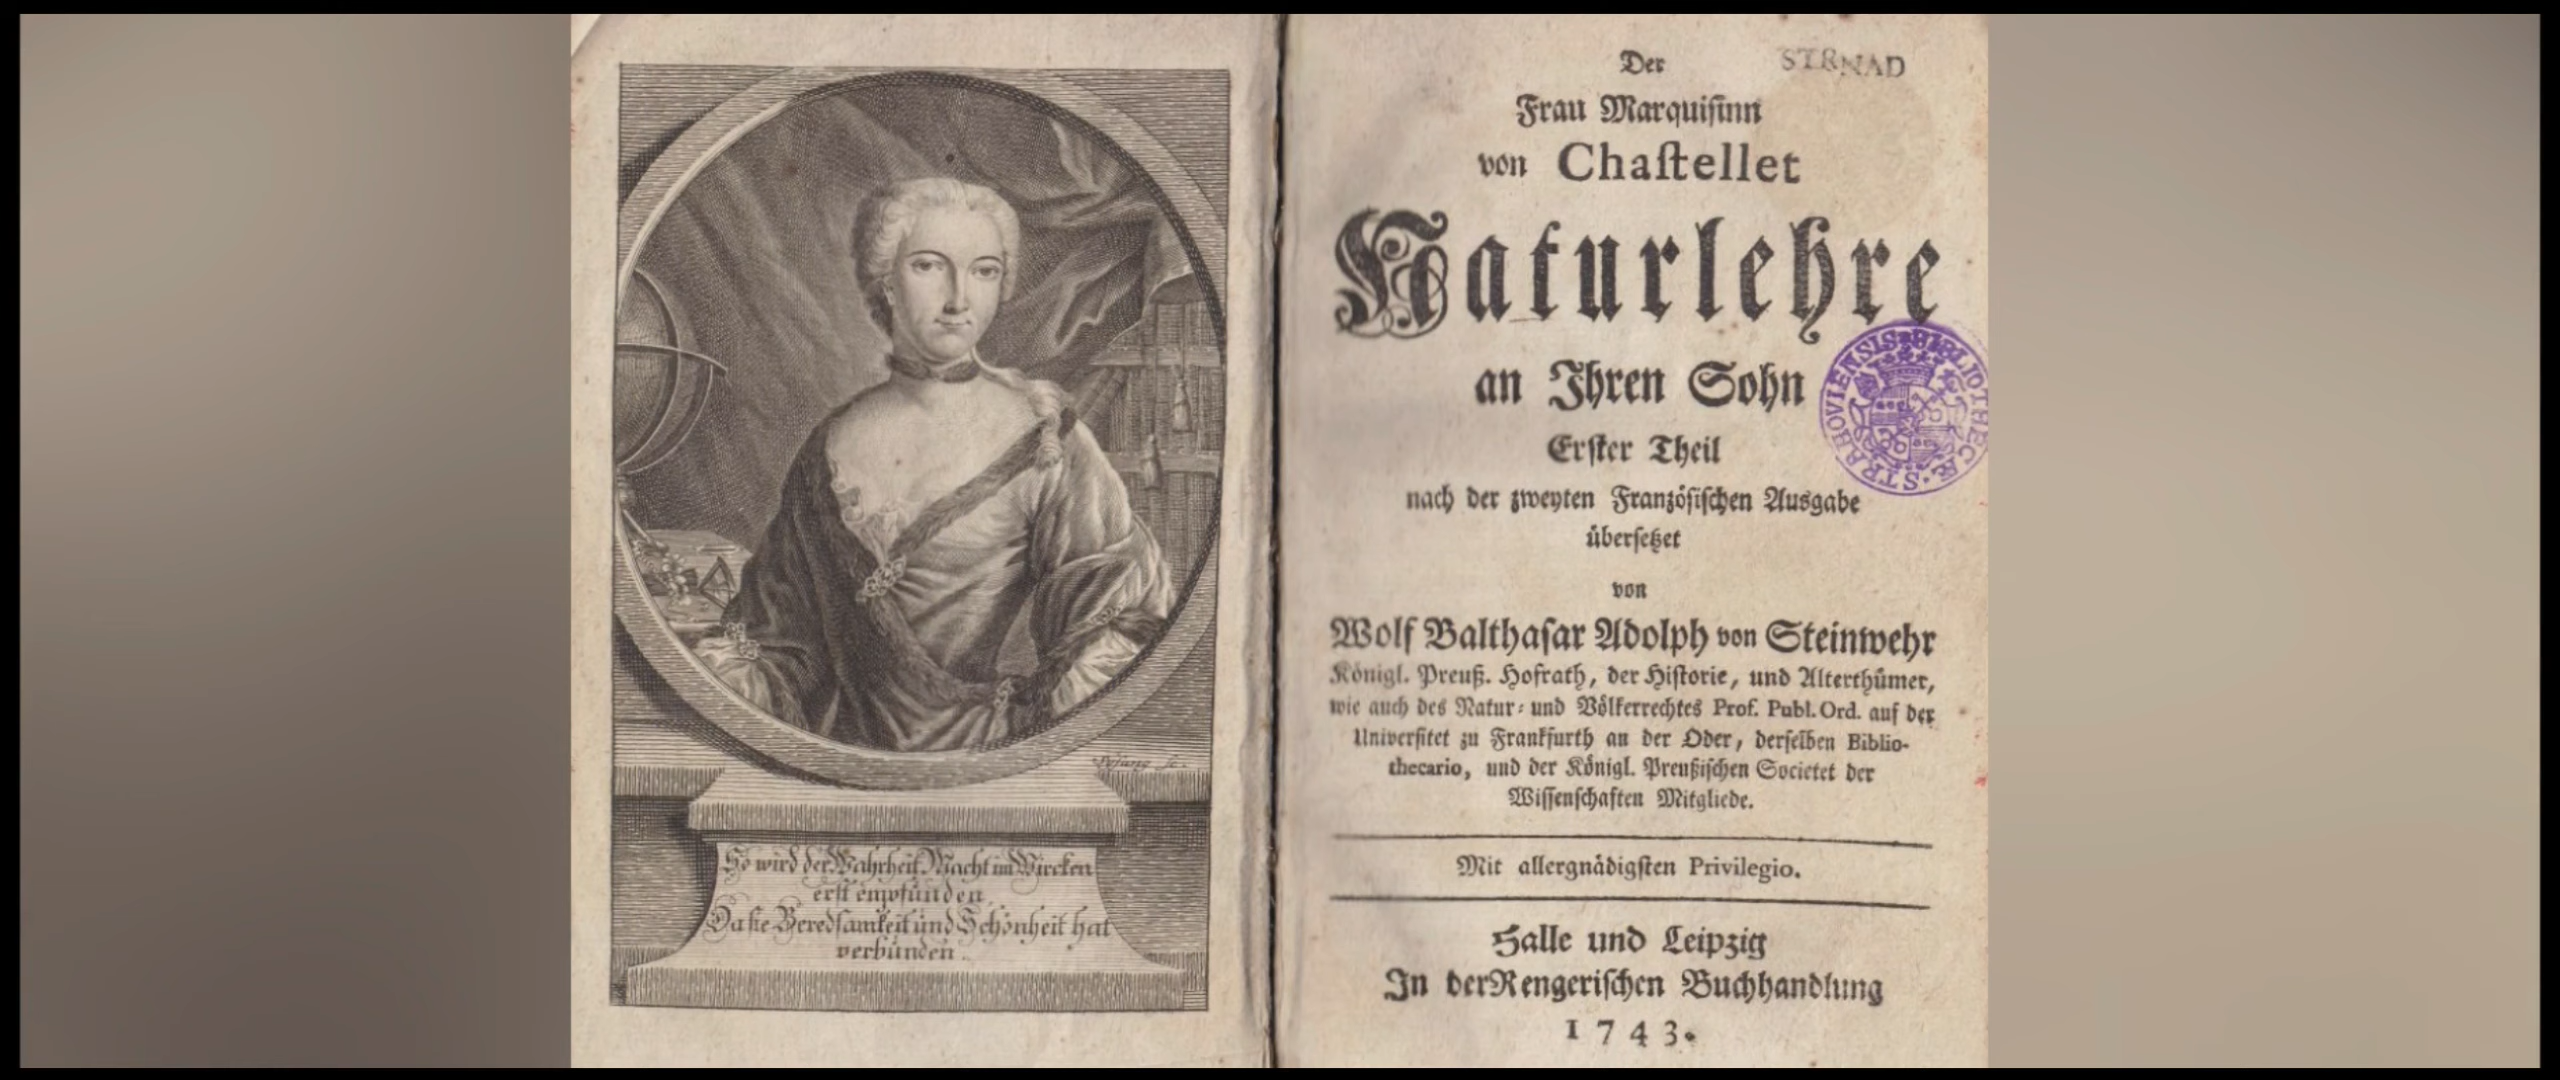 So wird der Wahrheit Macht im Wircken
erst empfunden,
Da sie Beredsamkeit und Schönheit hat
verbunden.
Der
STRNAD
Frau Marquisinn
von Chaſtellet
Naturlehre
an Ihren Sohn
Erſter Theil
nach der zweyten Franzöſiſchen Ausgabe
überſetzet
von
Wolf Balthaſar Adolph von Steinwehr
Königl. Preuß. Hofrath, der Hiſtorie, und Alterthümer,
wie auch des Natur- und Völkerrechtes Prof. Publ. Ord. auf der
Univerſitet zu Frankfurth an der Oder, derſelben Biblio-
thecario, und der Königl. Preußiſchen Societet der
Wiſſenſchaften Mitgliede.
Mit allergnädigſten Privilegio.
Halle und Leipzig
In der Rengeriſchen Buchhandlung
1743.
BIBLIOTHECÆ STRAHOVIENSIS